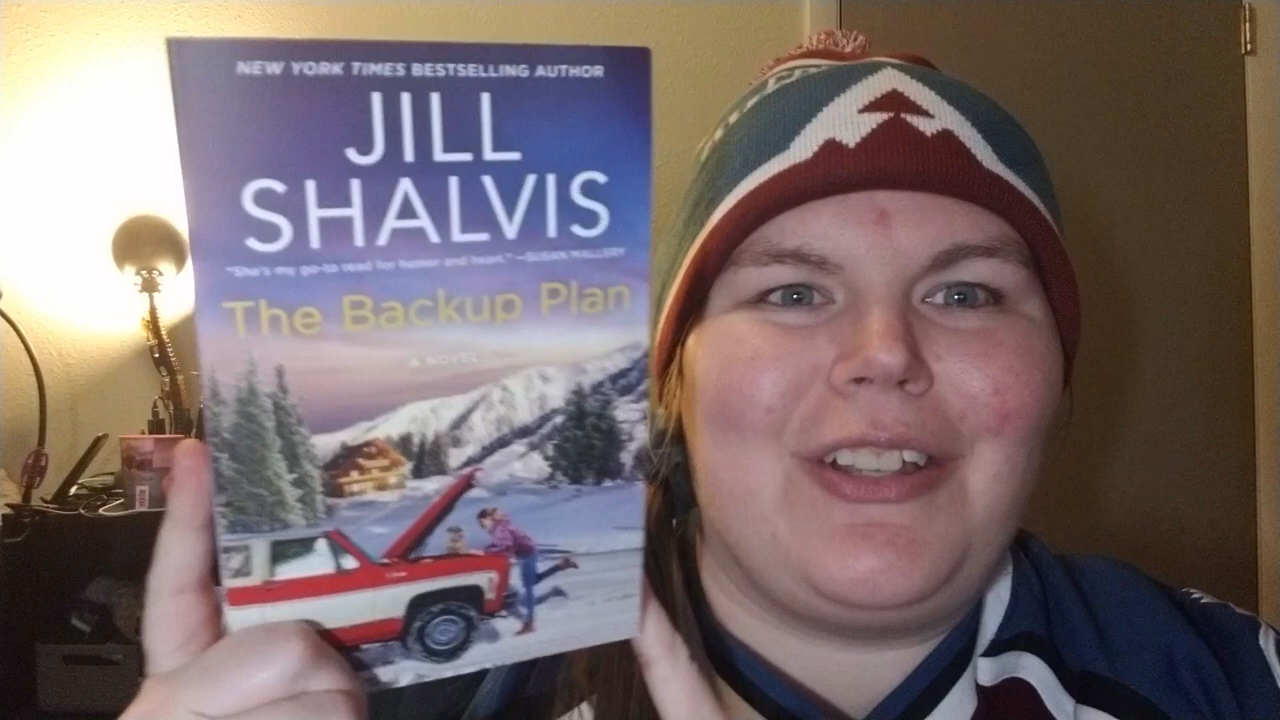 NEW YORK TIMES BESTSELLING AUTHOR
JILL
SHALVIS
"She's my go-to read for humor and heart." —SUSAN MALLERY
The Backup Plan
A NOVEL